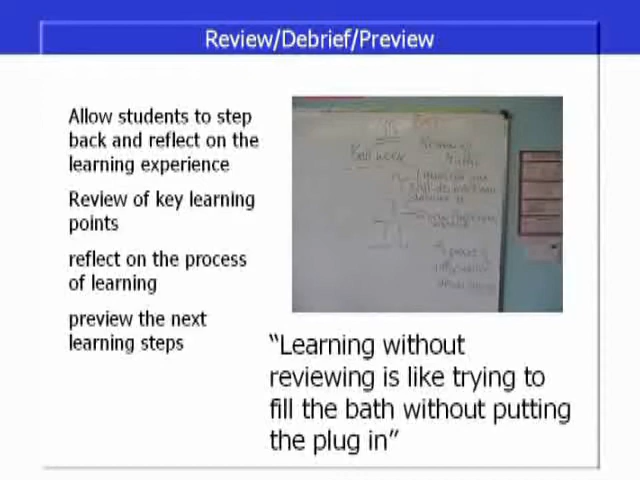 Review/Debrief/Preview
Allow students to step
back and reflect on the
learning experience
Review of key learning
points
reflect on the process
of learning
preview the next
learning steps
“Learning without
reviewing is like trying to
fill the bath without putting
the plug in”